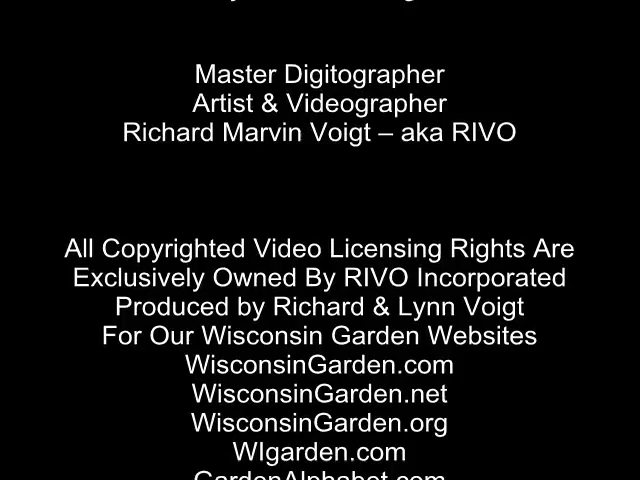 Master Digitographer
Artist & Videographer
Richard Marvin Voigt – aka RIVO
All Copyrighted Video Licensing Rights Are
Exclusively Owned By RIVO Incorporated
Produced by Richard & Lynn Voigt
For Our Wisconsin Garden Websites
WisconsinGarden.com
WisconsinGarden.net
WisconsinGarden.org
WIgarden.com
GardenAlphabet.com